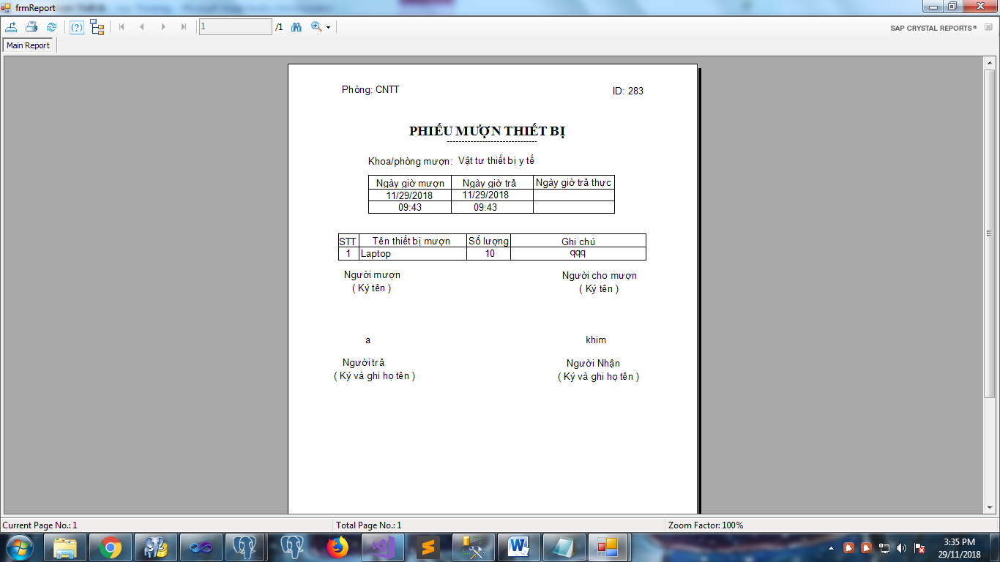 frmReport
1 /1 SAP CRYSTAL REPORTS®
Main Report
Phòng: CNTT ID: 283
PHIẾU MƯỢN THIẾT BỊ
Khoa/phòng mượn: Vật tư thiết bị y tế
Ngày giờ mượn Ngày giờ trả Ngày giờ trả thực
11/29/2018 11/29/2018
09:43 09:43
STT Tên thiết bị mượn Số lượng Ghi chú
1 Laptop 10 qqq
Người mượn Người cho mượn
( Ký tên ) ( Ký tên )
a khim
Người trả Người Nhận
( Ký và ghi họ tên ) ( Ký và ghi họ tên )
Current Page No.: 1 Total Page No.: 1 Zoom Factor: 100%
3:35 PM
29/11/2018